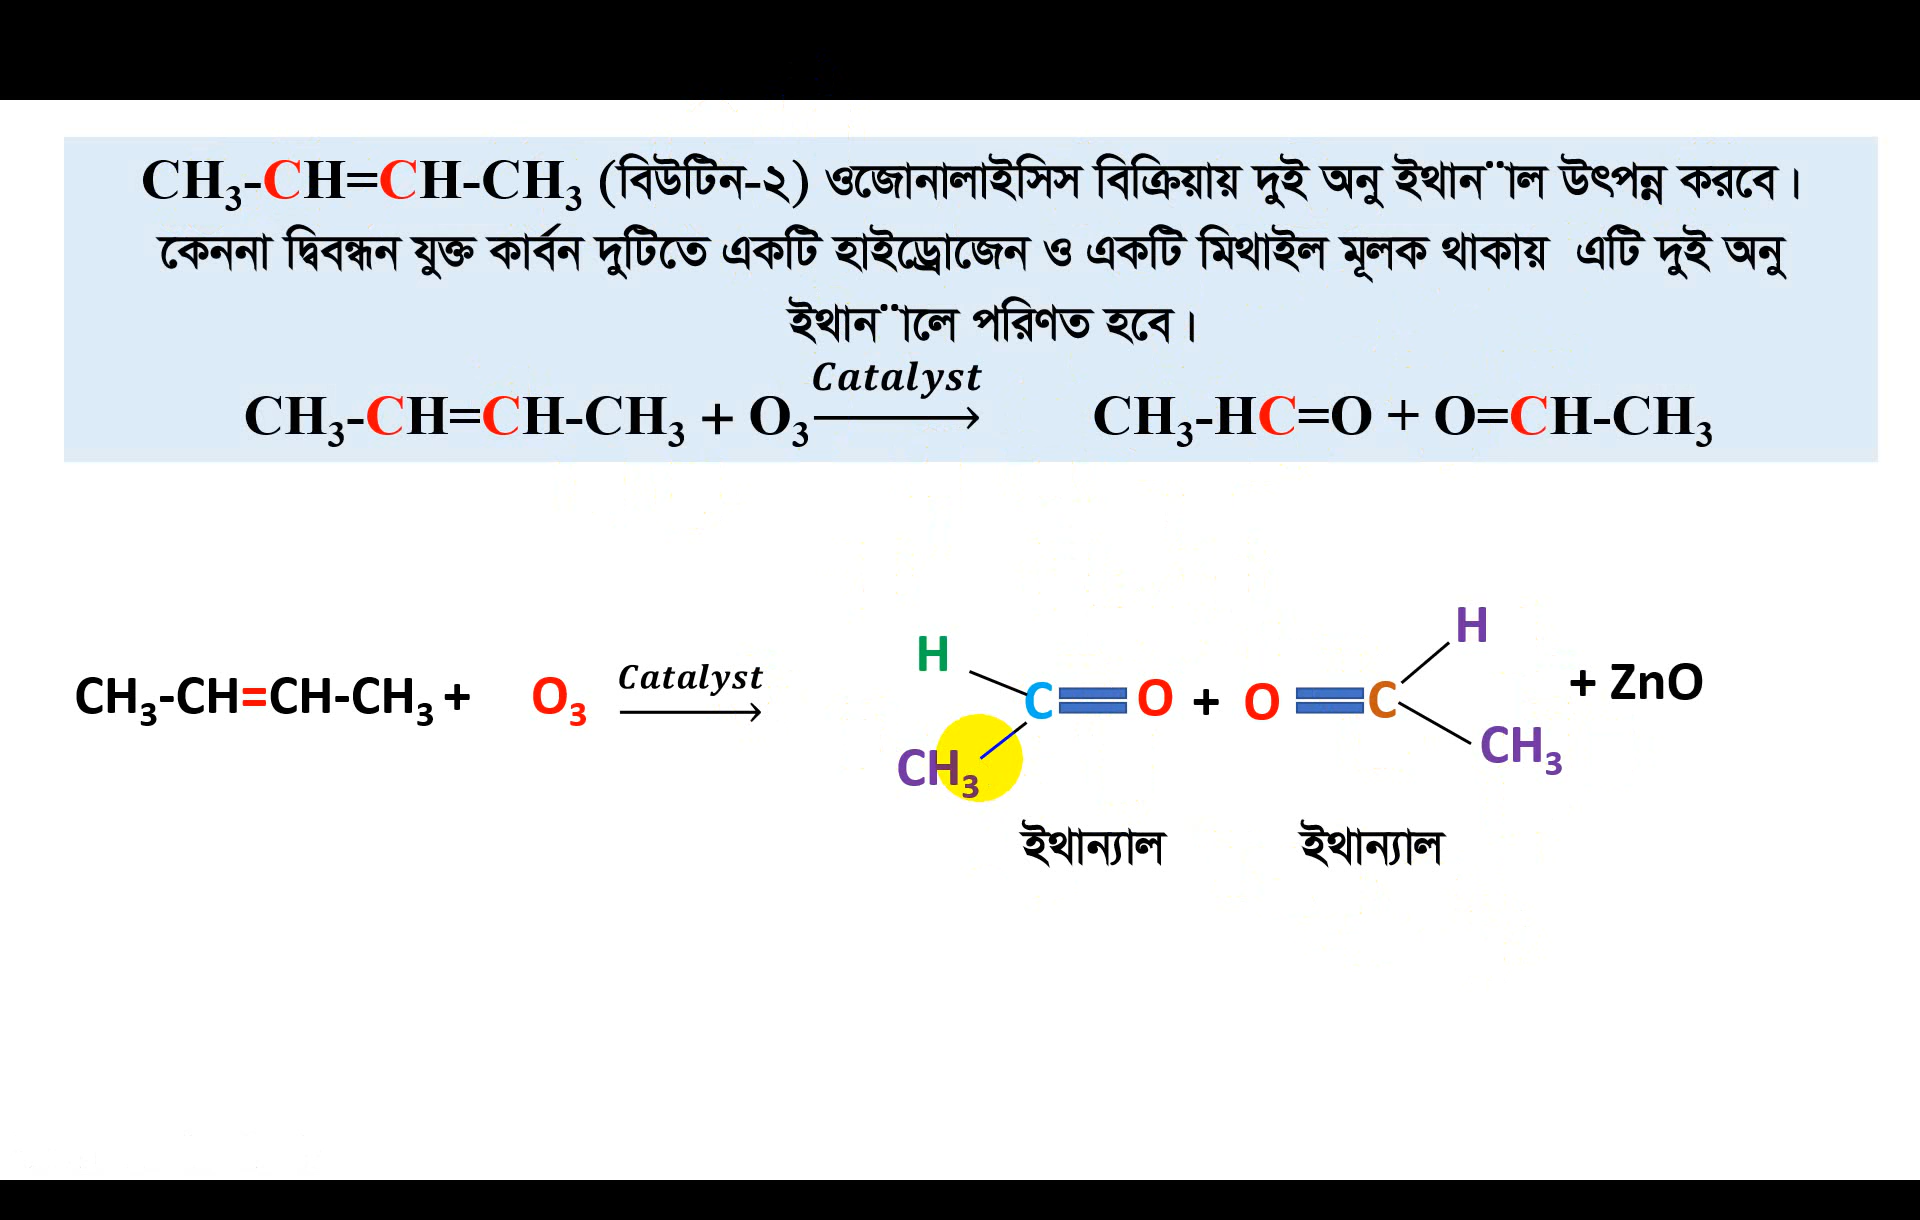 CH₃-CH=CH-CH₃ (বিউটিন-২) ওজোনালাইসিস বিক্রিয়ায় দুই অনু ইথান¨াল উৎপন্ন করবে।
কেননা দ্বিবন্ধন যুক্ত কার্বন দুটিতে একটি হাইড্রোজেন ও একটি মিথাইল মূলক থাকায় এটি দুই অনু
ইথান¨ালে পরিণত হবে।
Catalyst
CH₃-CH=CH-CH₃ + O₃ ⟶ CH₃-HC=O + O=CH-CH₃
H
H
Catalyst
CH₃-CH=CH-CH₃ + O₃ ⟶ C=O + O=C + ZnO
CH₃
CH₃
ইথান্যাল ইথান্যাল